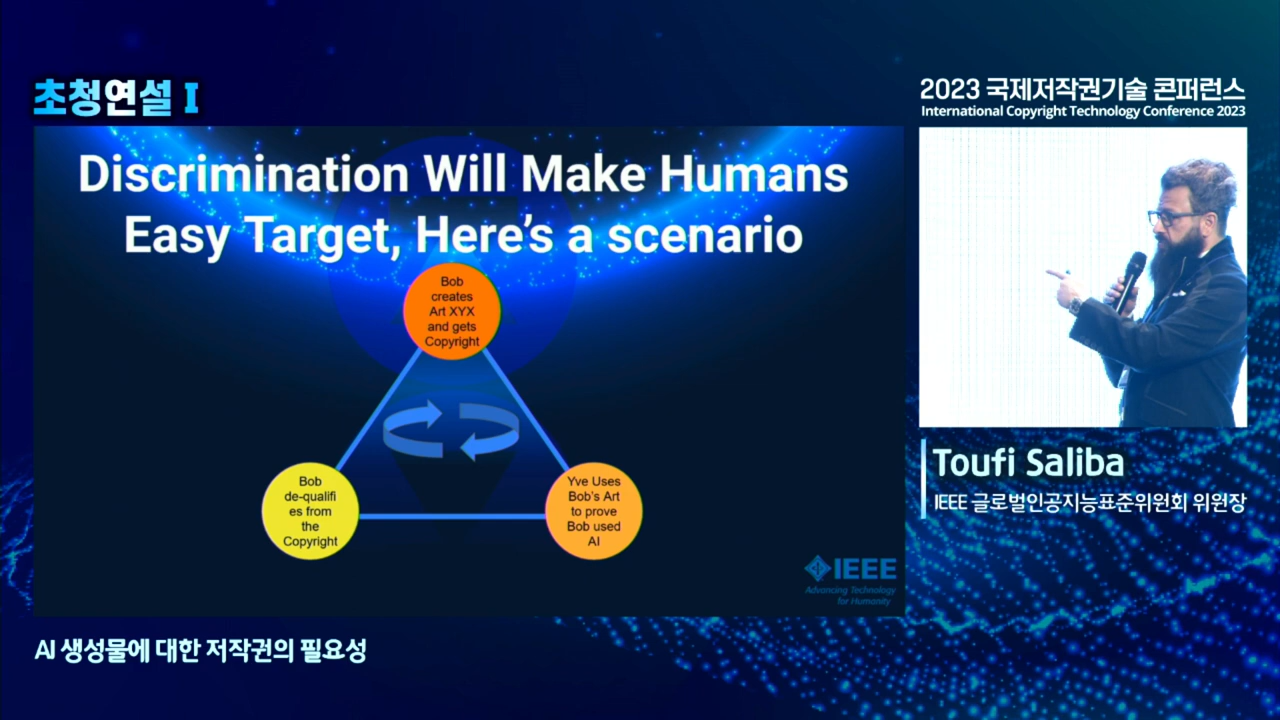 초청연설 I
2023 국제저작권기술 콘퍼런스
International Copyright Technology Conference 2023
Discrimination Will Make Humans
Easy Target, Here's a scenario
Bob
creates
Art XYX
and gets
Copyright
Bob
de-qualifi
es from
the
Copyright
Yve Uses
Bob's Art
to prove
Bob used
AI
IEEE
Advancing Technology
for Humanity
Toufi Saliba
IEEE 글로벌인공지능표준위원회 위원장
AI 생성물에 대한 저작권의 필요성